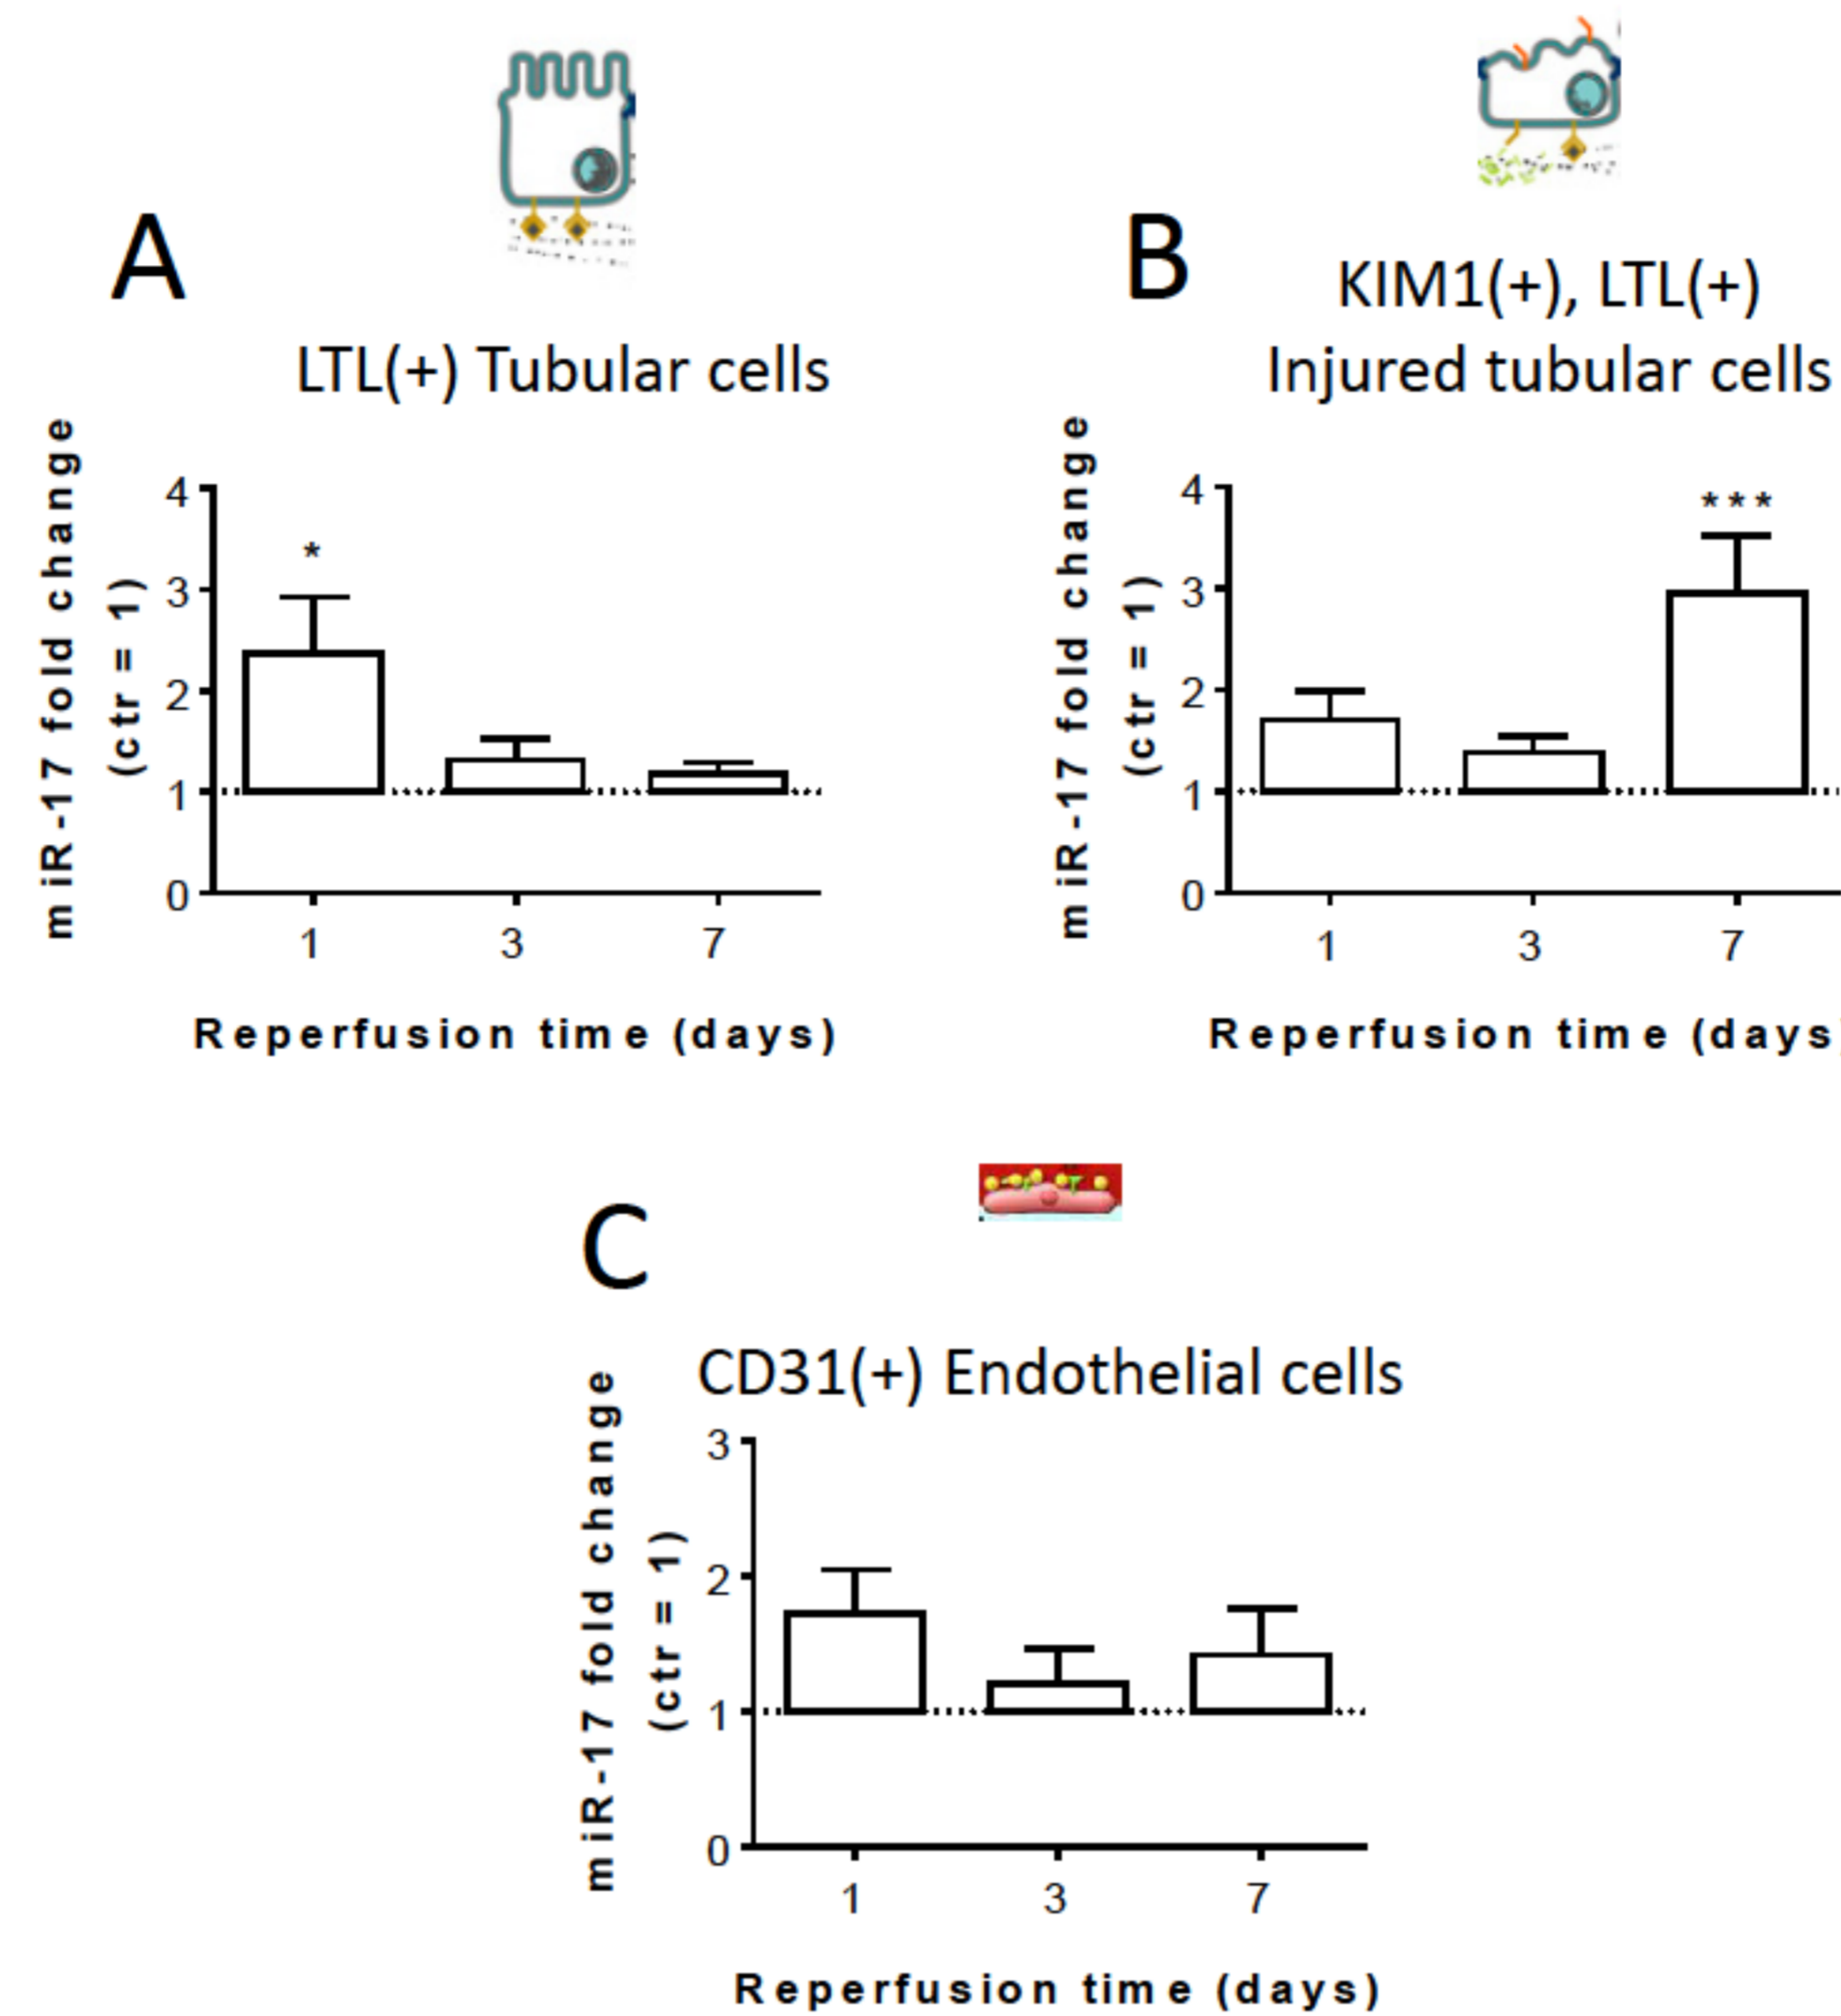 A
LTL(+) Tubular cells
miR-17 fold change
(ctr = 1)
4
3
2
1
0
*
1 3 7
Reperfusion time (days)
B
KIM1(+), LTL(+)
Injured tubular cells
miR-17 fold change
(ctr = 1)
4
3
2
1
0
***
1 3 7
Reperfusion time (days)
C
CD31(+) Endothelial cells
miR-17 fold change
(ctr = 1)
3
2
1
0
1 3 7
Reperfusion time (days)